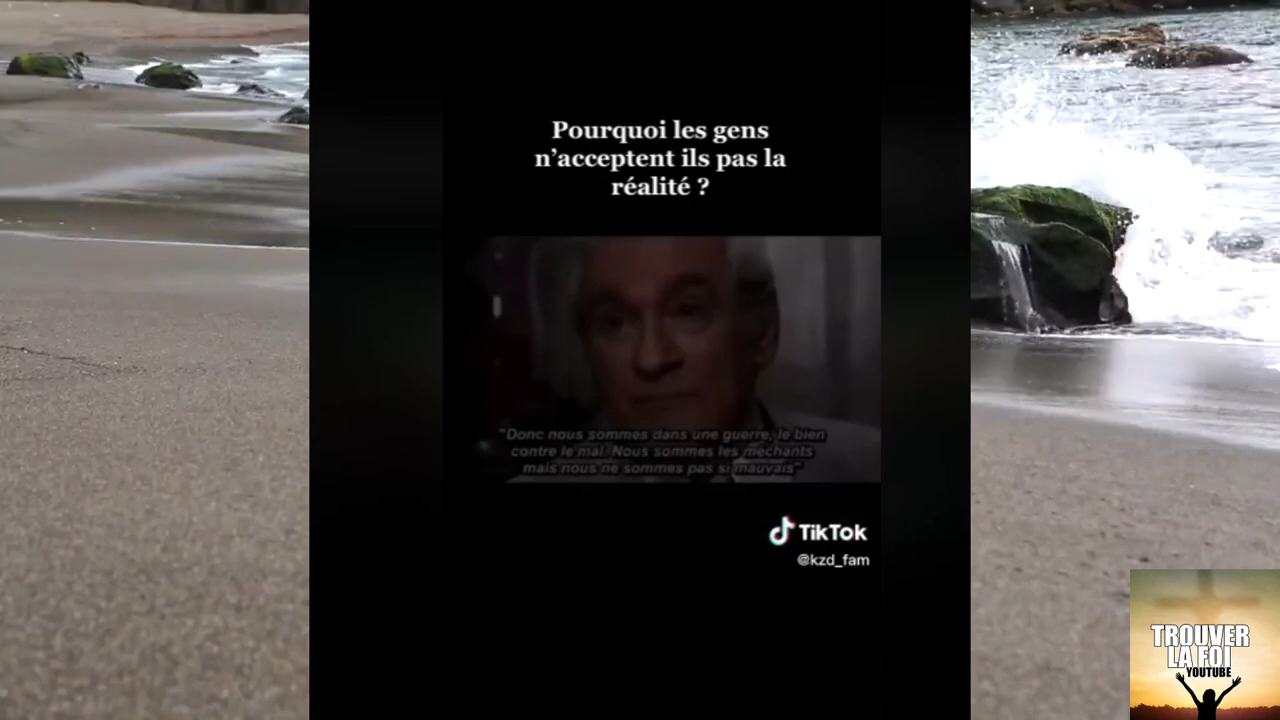 Pourquoi les gens
n’acceptent ils pas la
réalité ?
"Donc nous sommes dans une guerre, le bien
contre le mal. Nous sommes les méchants
mais nous ne sommes pas si mauvais"
TikTok
@kzd_fam
TROUVER
LA FOI
YOUTUBE